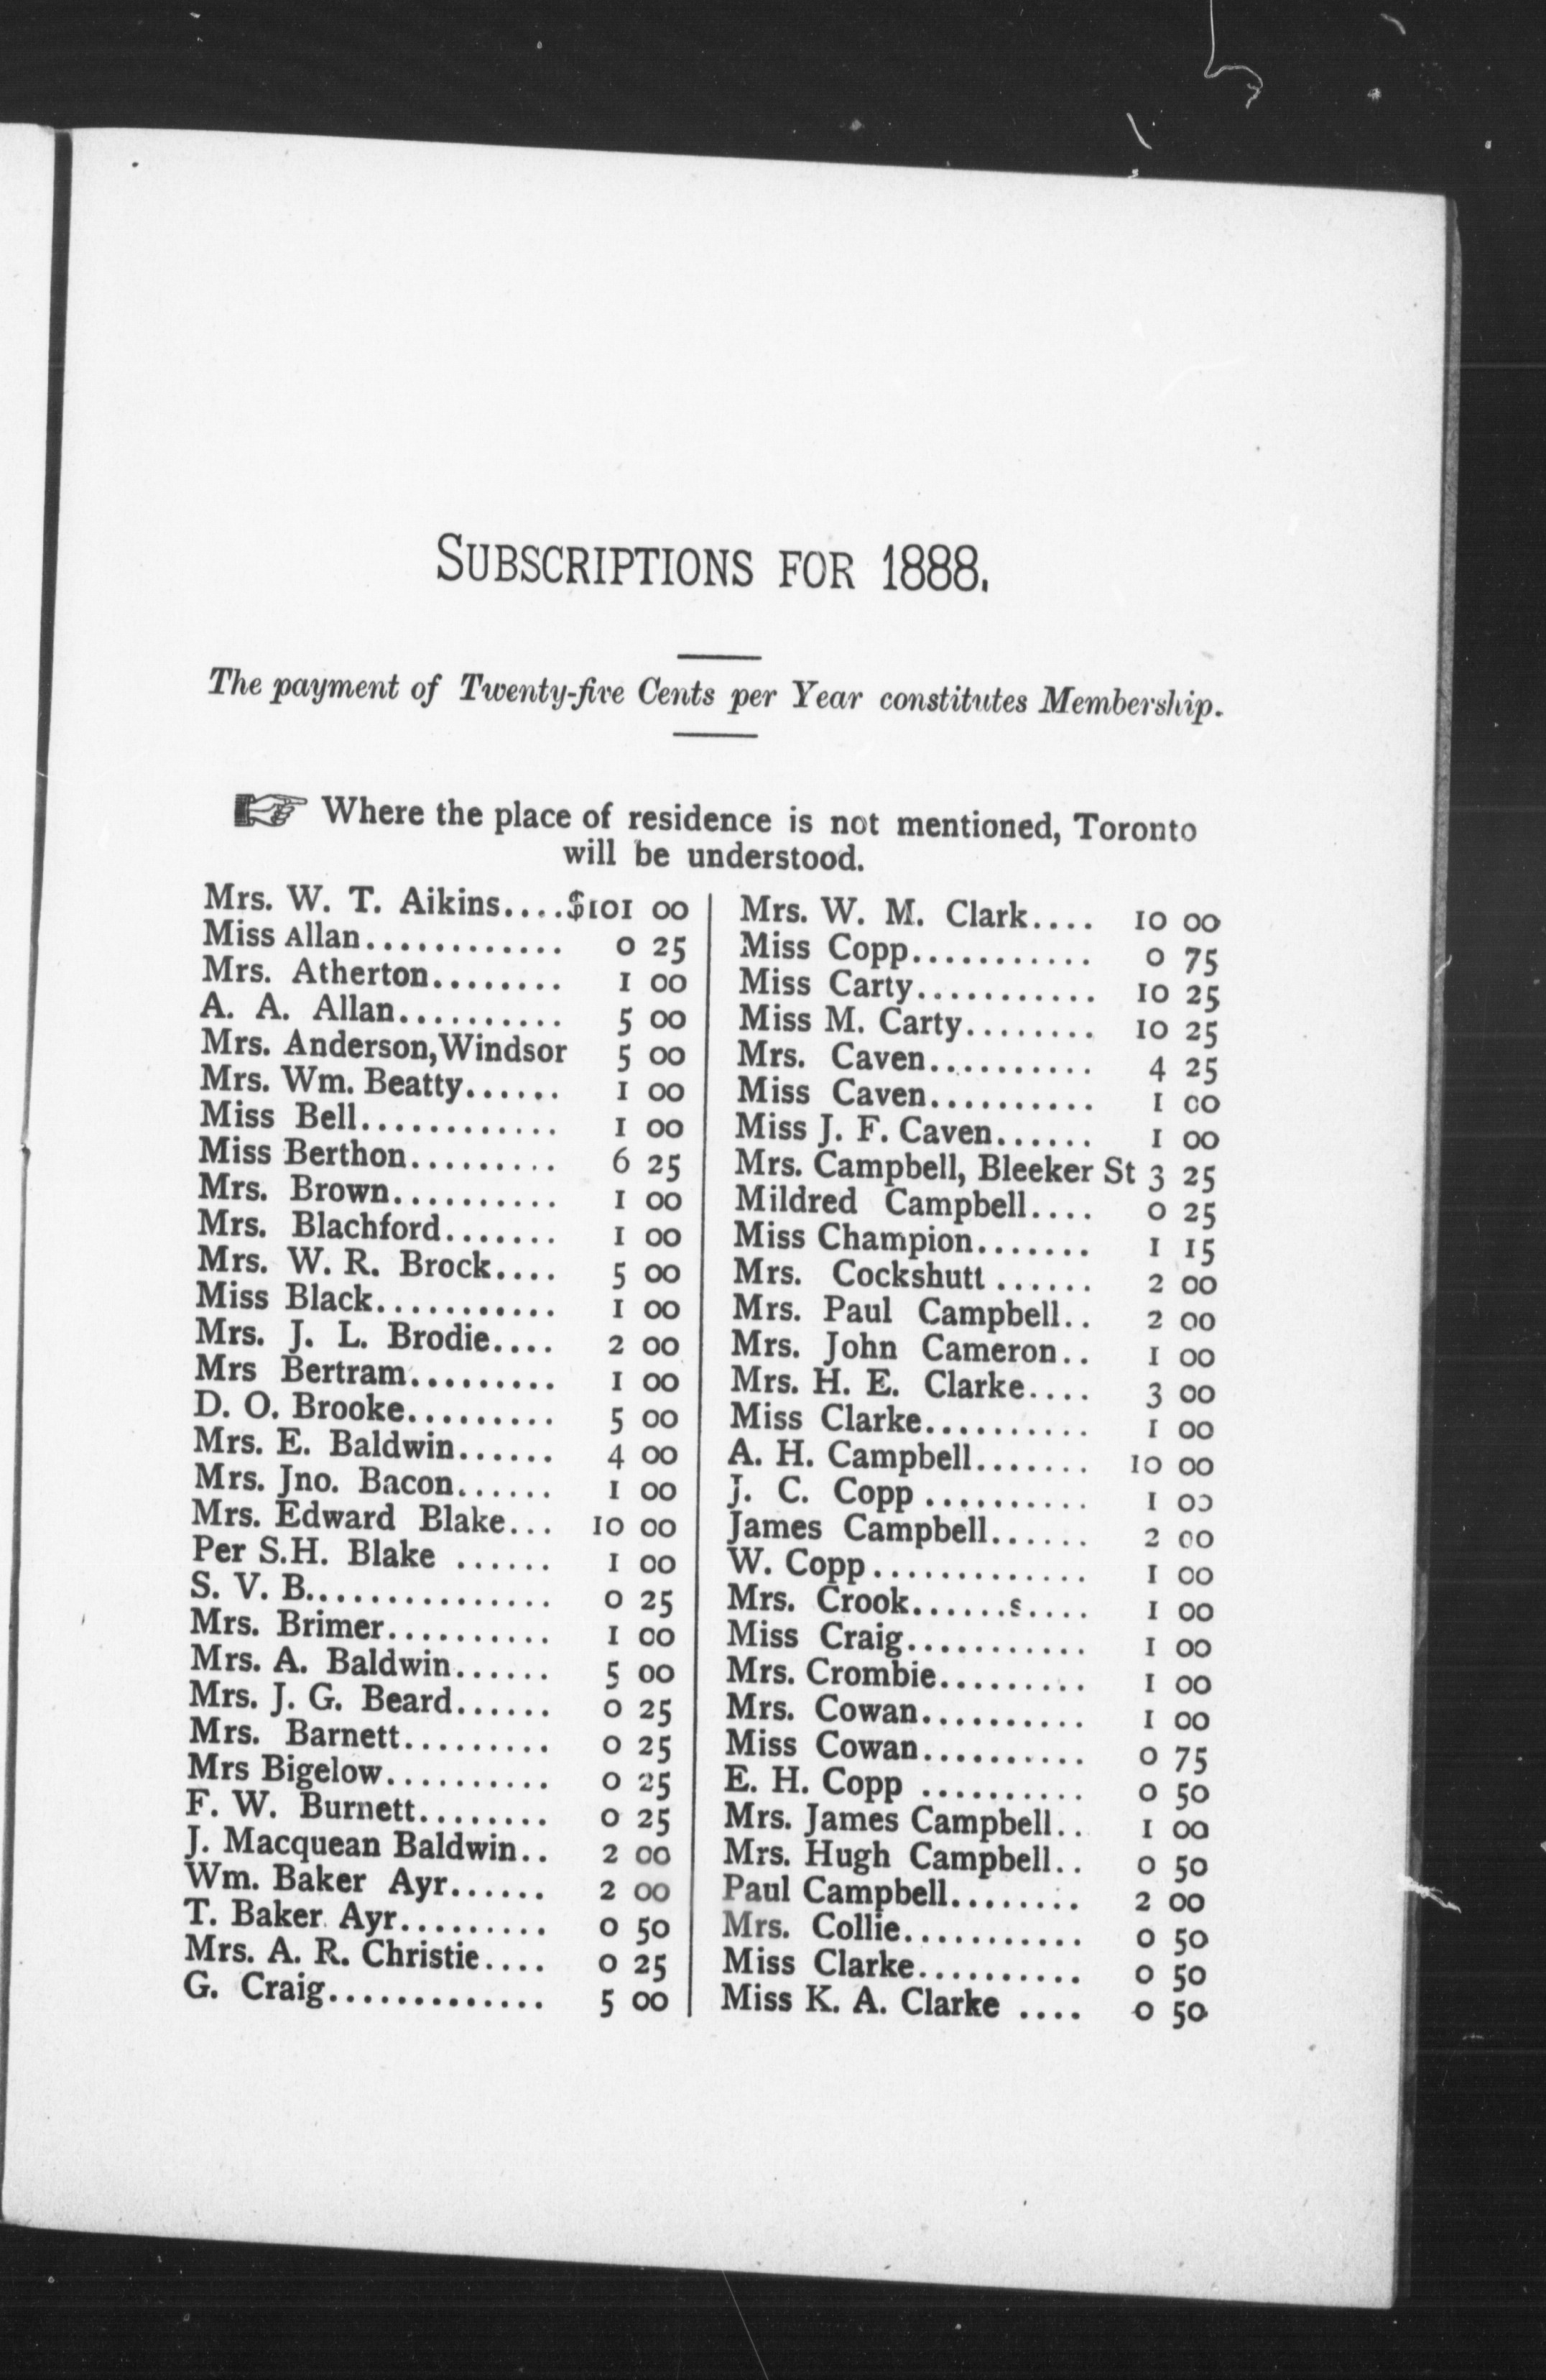 SUBSCRIPTIONS FOR 1888.
The payment of Twenty-five Cents per Year constitutes Membership.
☞ Where the place of residence is not mentioned, Toronto
will be understood.
Mrs. W. T. Aikins....$101 00
Miss Allan............ 0 25
Mrs. Atherton........ 1 00
A. A. Allan.......... 5 00
Mrs. Anderson,Windsor 5 00
Mrs. Wm. Beatty...... 1 00
Miss Bell............ 1 00
Miss Berthon......... 6 25
Mrs. Brown.......... 1 00
Mrs. Blachford....... 1 00
Mrs. W. R. Brock.... 5 00
Miss Black........... 1 00
Mrs. J. L. Brodie.... 2 00
Mrs Bertram......... 1 00
D. O. Brooke......... 5 00
Mrs. E. Baldwin...... 4 00
Mrs. Jno. Bacon...... 1 00
Mrs. Edward Blake... 10 00
Per S.H. Blake ...... 1 00
S. V. B............... 0 25
Mrs. Brimer.......... 1 00
Mrs. A. Baldwin...... 5 00
Mrs. J. G. Beard...... 0 25
Mrs. Barnett......... 0 25
Mrs Bigelow.......... 0 25
F. W. Burnett........ 0 25
J. Macquean Baldwin.. 2 00
Wm. Baker Ayr...... 2 00
T. Baker Ayr......... 0 50
Mrs. A. R. Christie.... 0 25
G. Craig............. 5 00
Mrs. W. M. Clark.... 10 00
Miss Copp........... 0 75
Miss Carty........... 10 25
Miss M. Carty........ 10 25
Mrs. Caven.......... 4 25
Miss Caven.......... 1 00
Miss J. F. Caven...... 1 00
Mrs. Campbell, Bleeker St 3 25
Mildred Campbell.... 0 25
Miss Champion....... 1 15
Mrs. Cockshutt ...... 2 00
Mrs. Paul Campbell.. 2 00
Mrs. John Cameron.. 1 00
Mrs. H. E. Clarke.... 3 00
Miss Clarke.......... 1 00
A. H. Campbell....... 10 00
J. C. Copp .......... 1 00
James Campbell...... 2 00
W. Copp............. 1 00
Mrs. Crook......s.... 1 00
Miss Craig........... 1 00
Mrs. Crombie......... 1 00
Mrs. Cowan.......... 1 00
Miss Cowan.......... 0 75
E. H. Copp .......... 0 50
Mrs. James Campbell.. 1 00
Mrs. Hugh Campbell.. 0 50
Paul Campbell........ 2 00
Mrs. Collie........... 0 50
Miss Clarke.......... 0 50
Miss K. A. Clarke .... 0 50